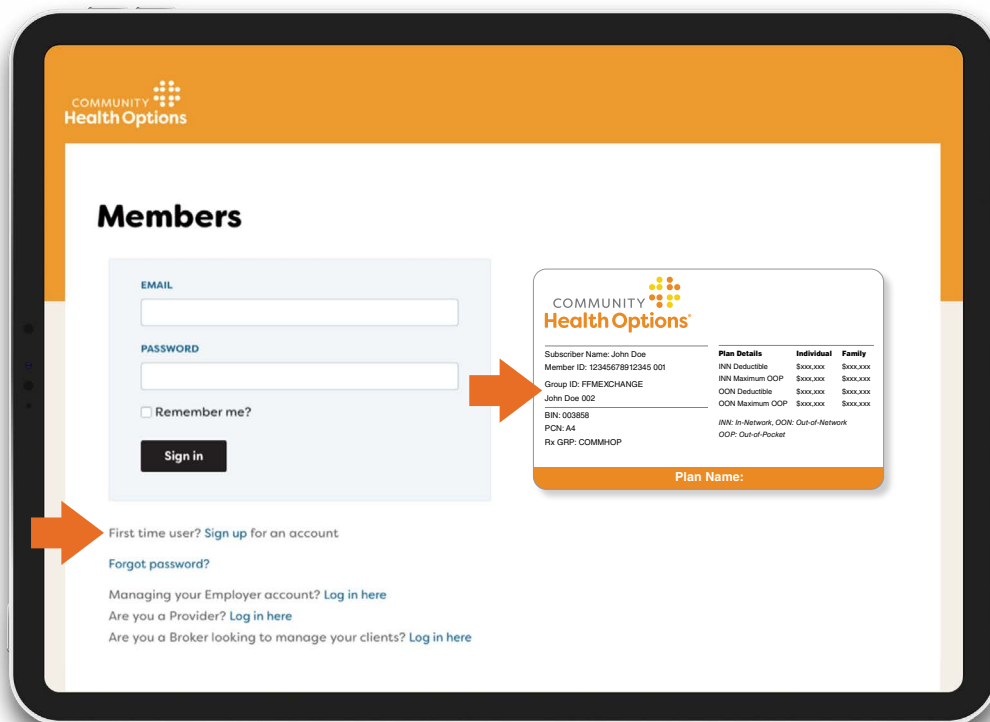 COMMUNITY
Health Options
Members
EMAIL
PASSWORD
Remember me?
Sign in
First time user? Sign up for an account
Forgot password?
Managing your Employer account? Log in here
Are you a Provider? Log in here
Are you a Broker looking to manage your clients? Log in here
COMMUNITY
Health Options®
Subscriber Name: John Doe
Member ID: 12345678912345 001
Group ID: FFMEXCHANGE
John Doe 002
BIN: 003858
PCN: A4
Rx GRP: COMMHOP
Plan Details Individual Family
INN Deductible $xxx,xxx $xxx,xxx
INN Maximum OOP $xxx,xxx $xxx,xxx
OON Deductible $xxx,xxx $xxx,xxx
OON Maximum OOP $xxx,xxx $xxx,xxx
INN: In-Network, OON: Out-of-Network
OOP: Out-of-Pocket
Plan Name: